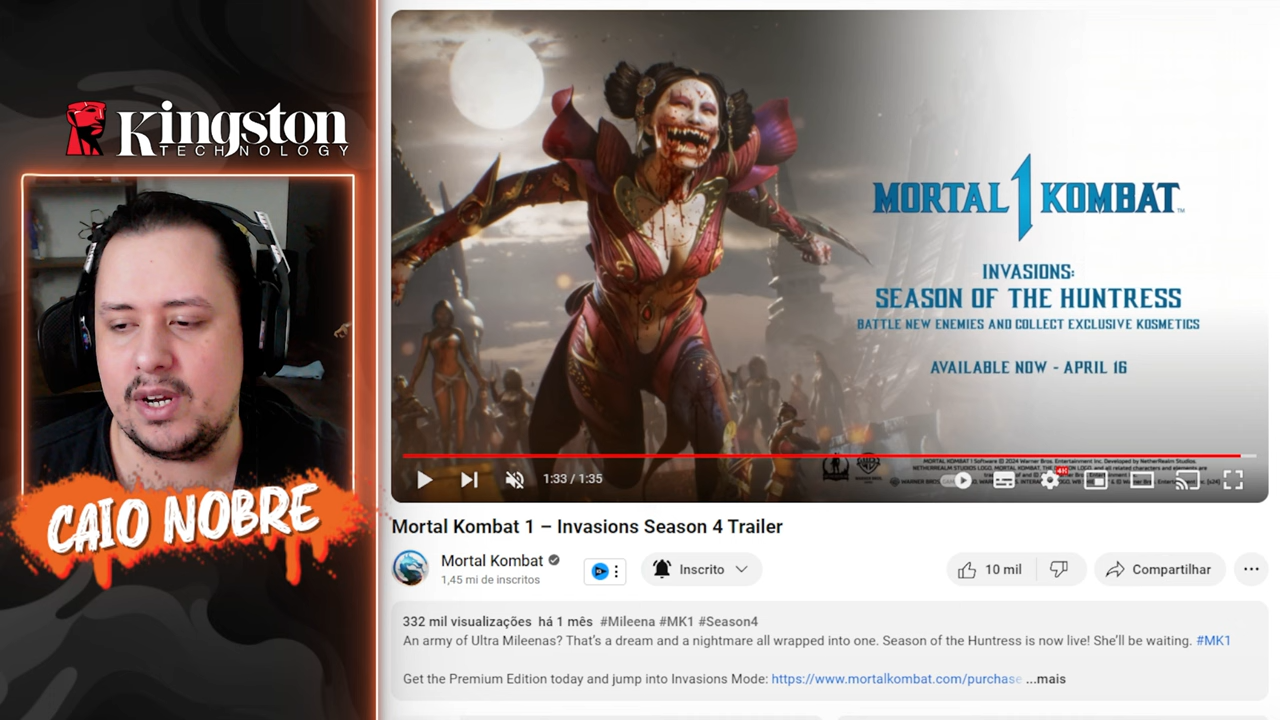 Kingston
TECHNOLOGY
CAIO NOBRE
MORTAL 1 KOMBAT™
INVASIONS:
SEASON OF THE HUNTRESS
BATTLE NEW ENEMIES AND COLLECT EXCLUSIVE KOSMETICS
AVAILABLE NOW - APRIL 16
1:33 / 1:35
Mortal Kombat 1 – Invasions Season 4 Trailer
Mortal Kombat
1,45 mi de inscritos
Inscrito
10 mil
Compartilhar
332 mil visualizações há 1 mês #Mileena #MK1 #Season4
An army of Ultra Mileenas? That's a dream and a nightmare all wrapped into one. Season of the Huntress is now live! She'll be waiting. #MK1
Get the Premium Edition today and jump into Invasions Mode: https://www.mortalkombat.com/purchase ...mais